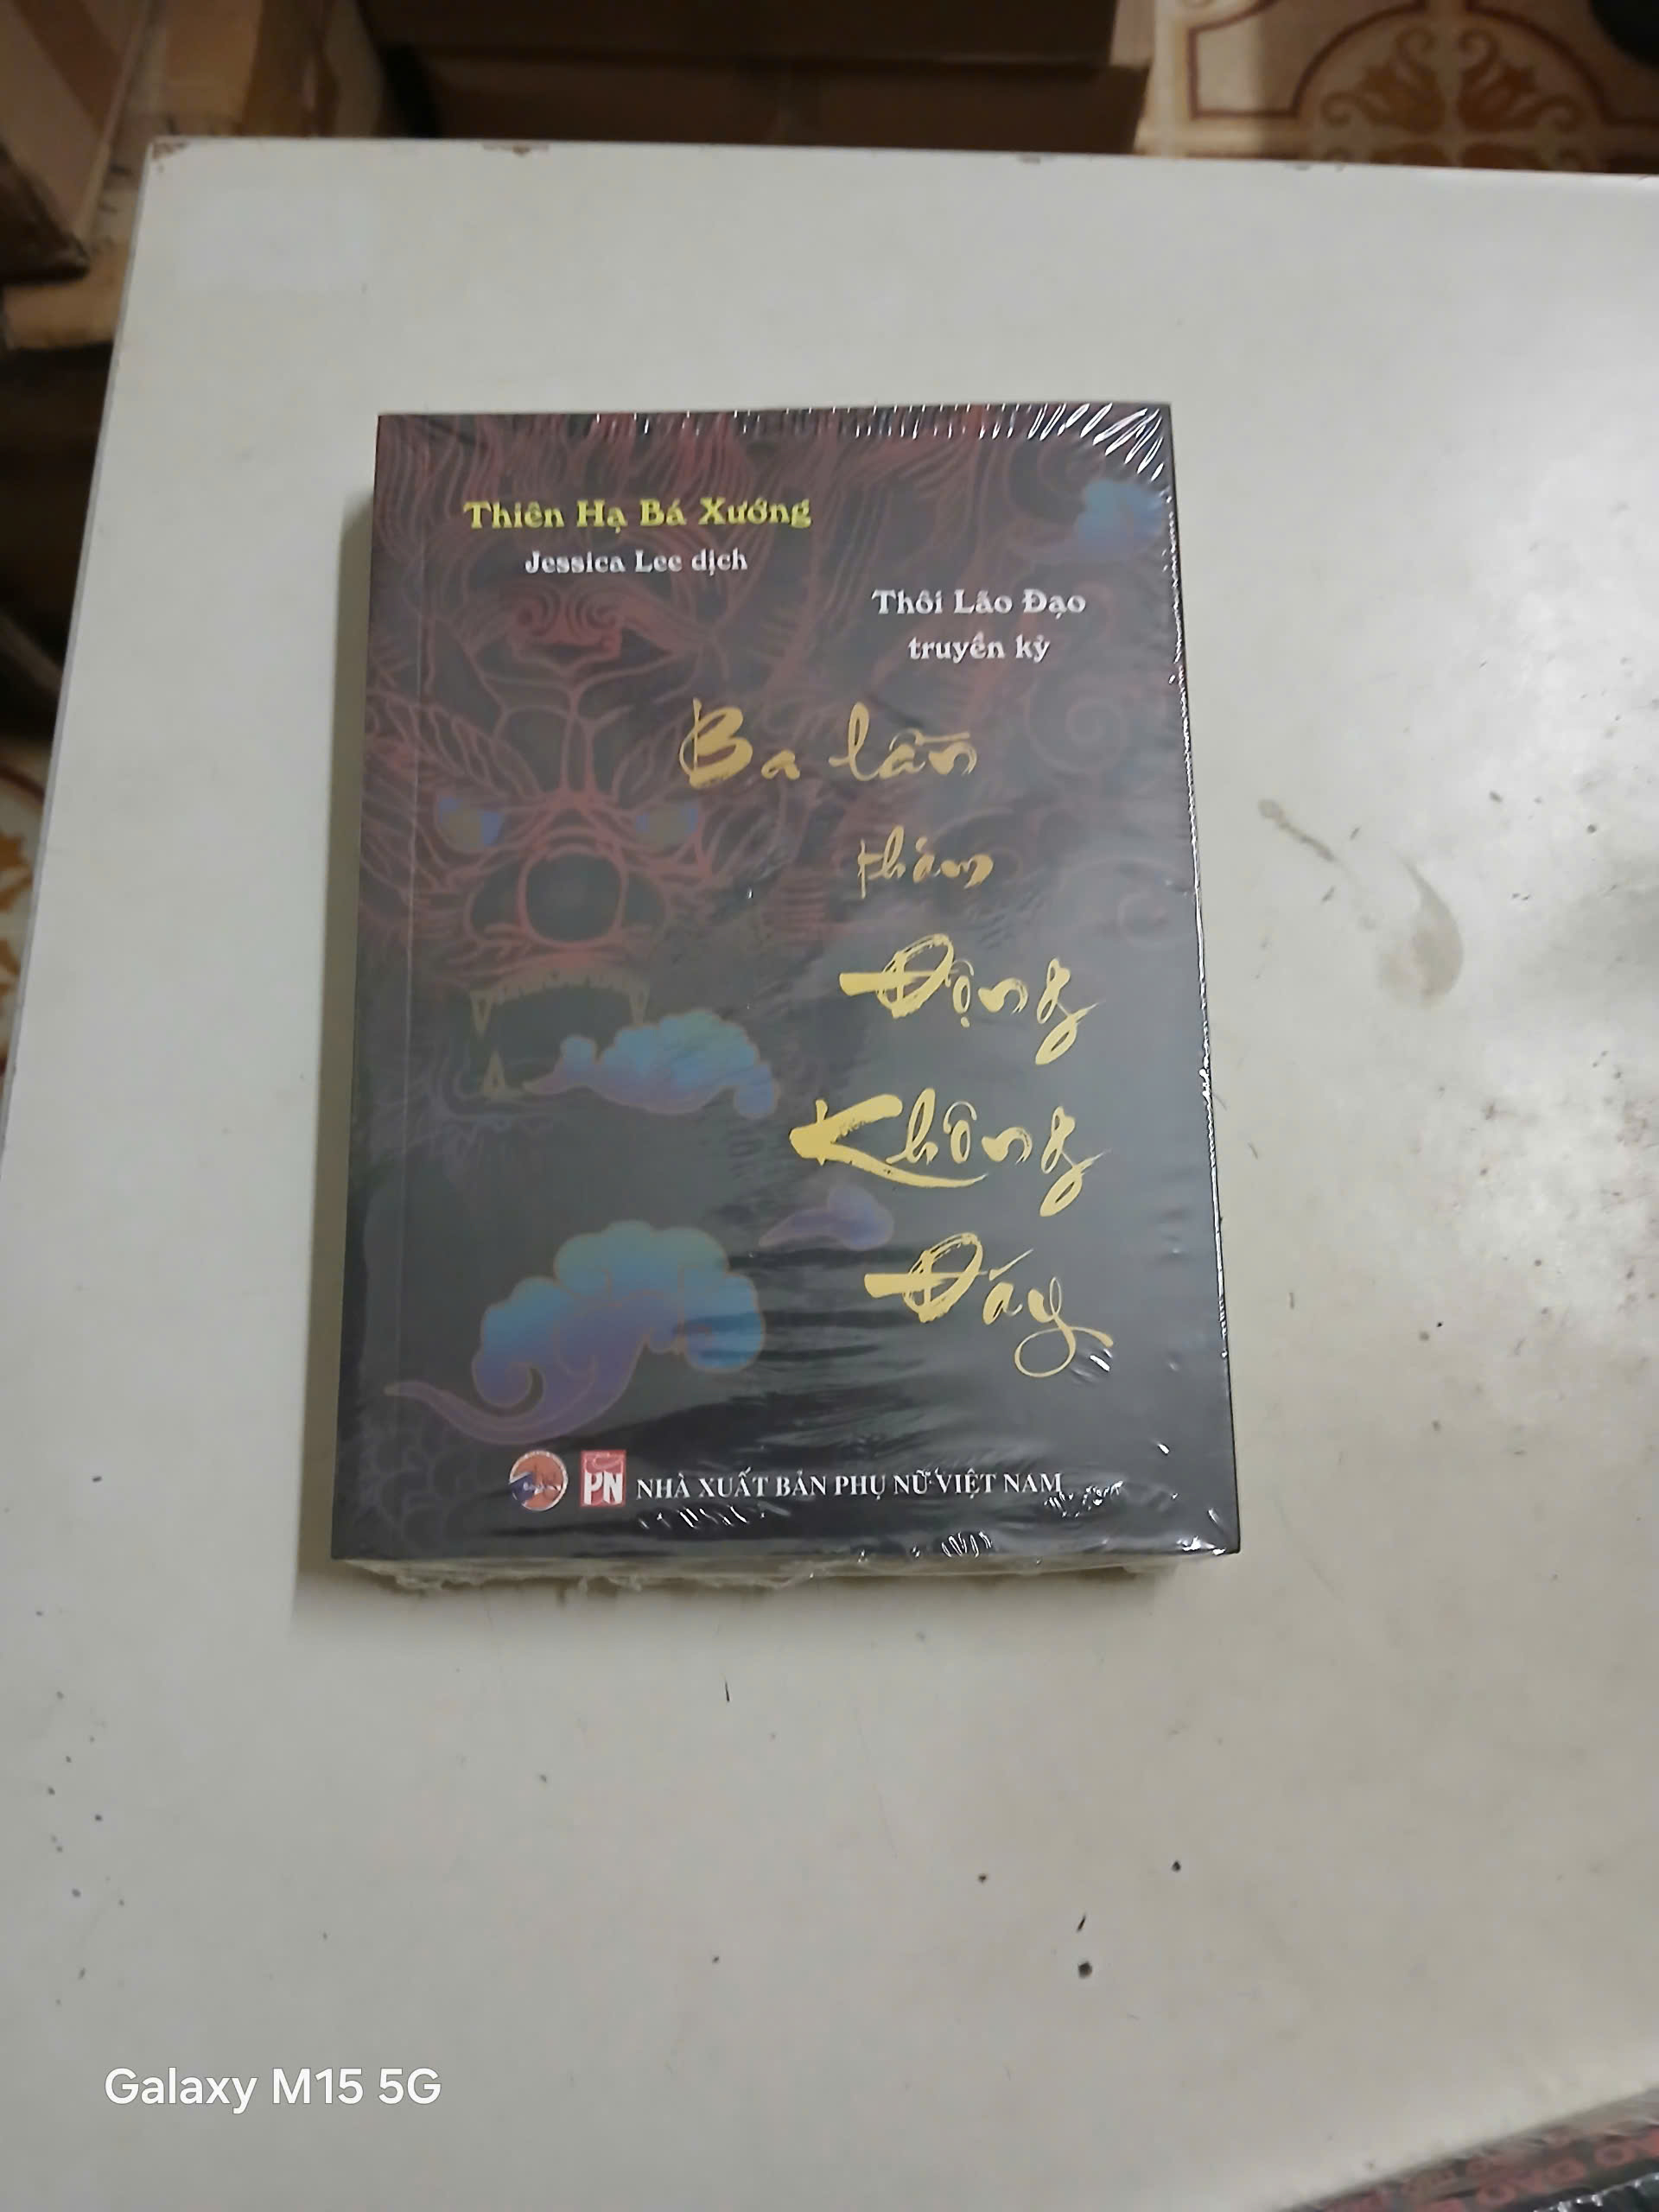 Thiên Hạ Bá Xướng
Jessica Lee dịch
Thôi Lão Đạo
truyền kỳ
Ba lần
thám
Động
Không
Đáy
PN NHÀ XUẤT BẢN PHỤ NỮ VIỆT NAM
Galaxy M15 5G